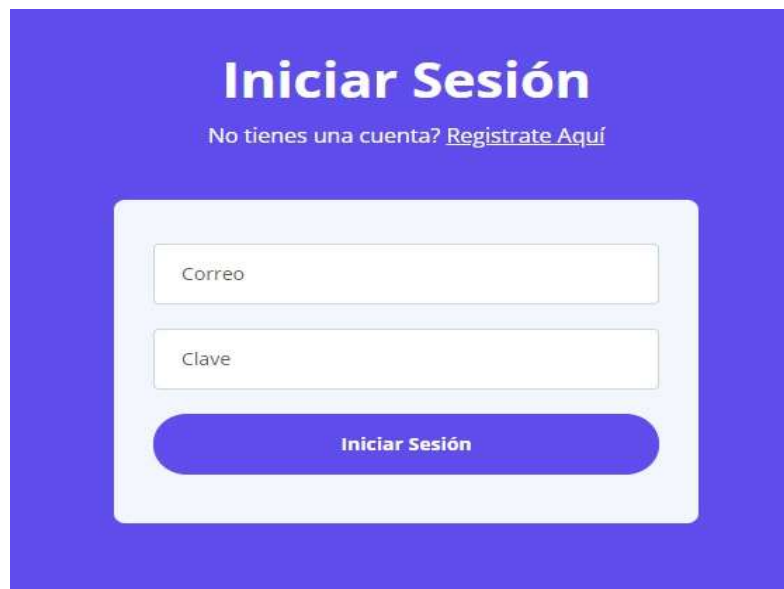 Iniciar Sesión
No tienes una cuenta? Registrate Aquí
Correo
Clave
Iniciar Sesión